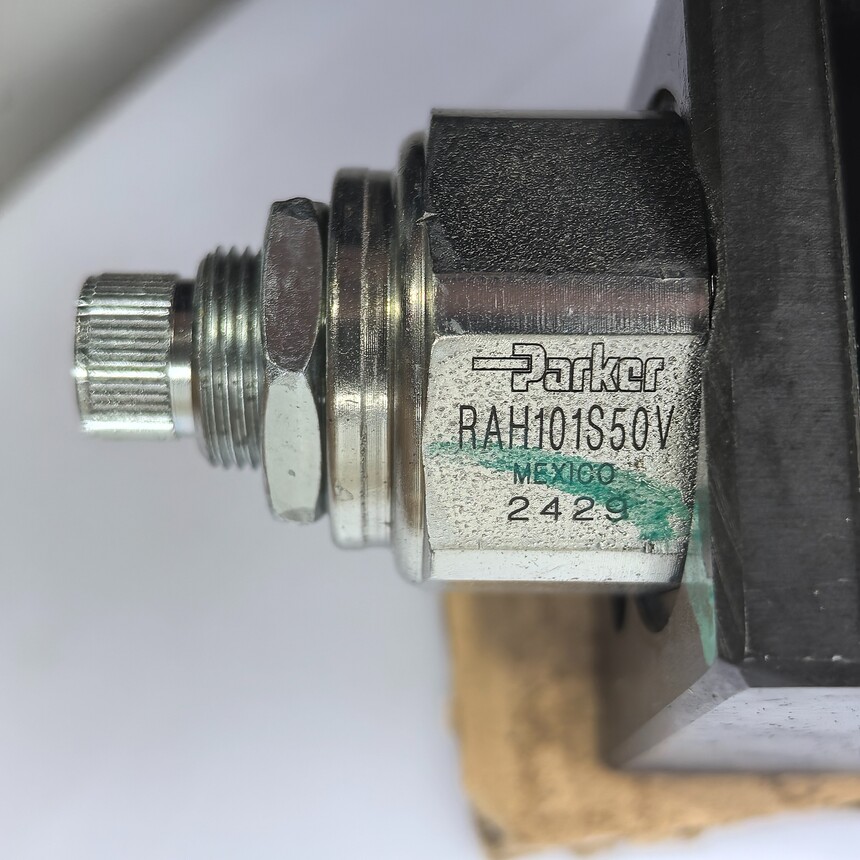 Parker
RAH101S50V
MEXICO
2429